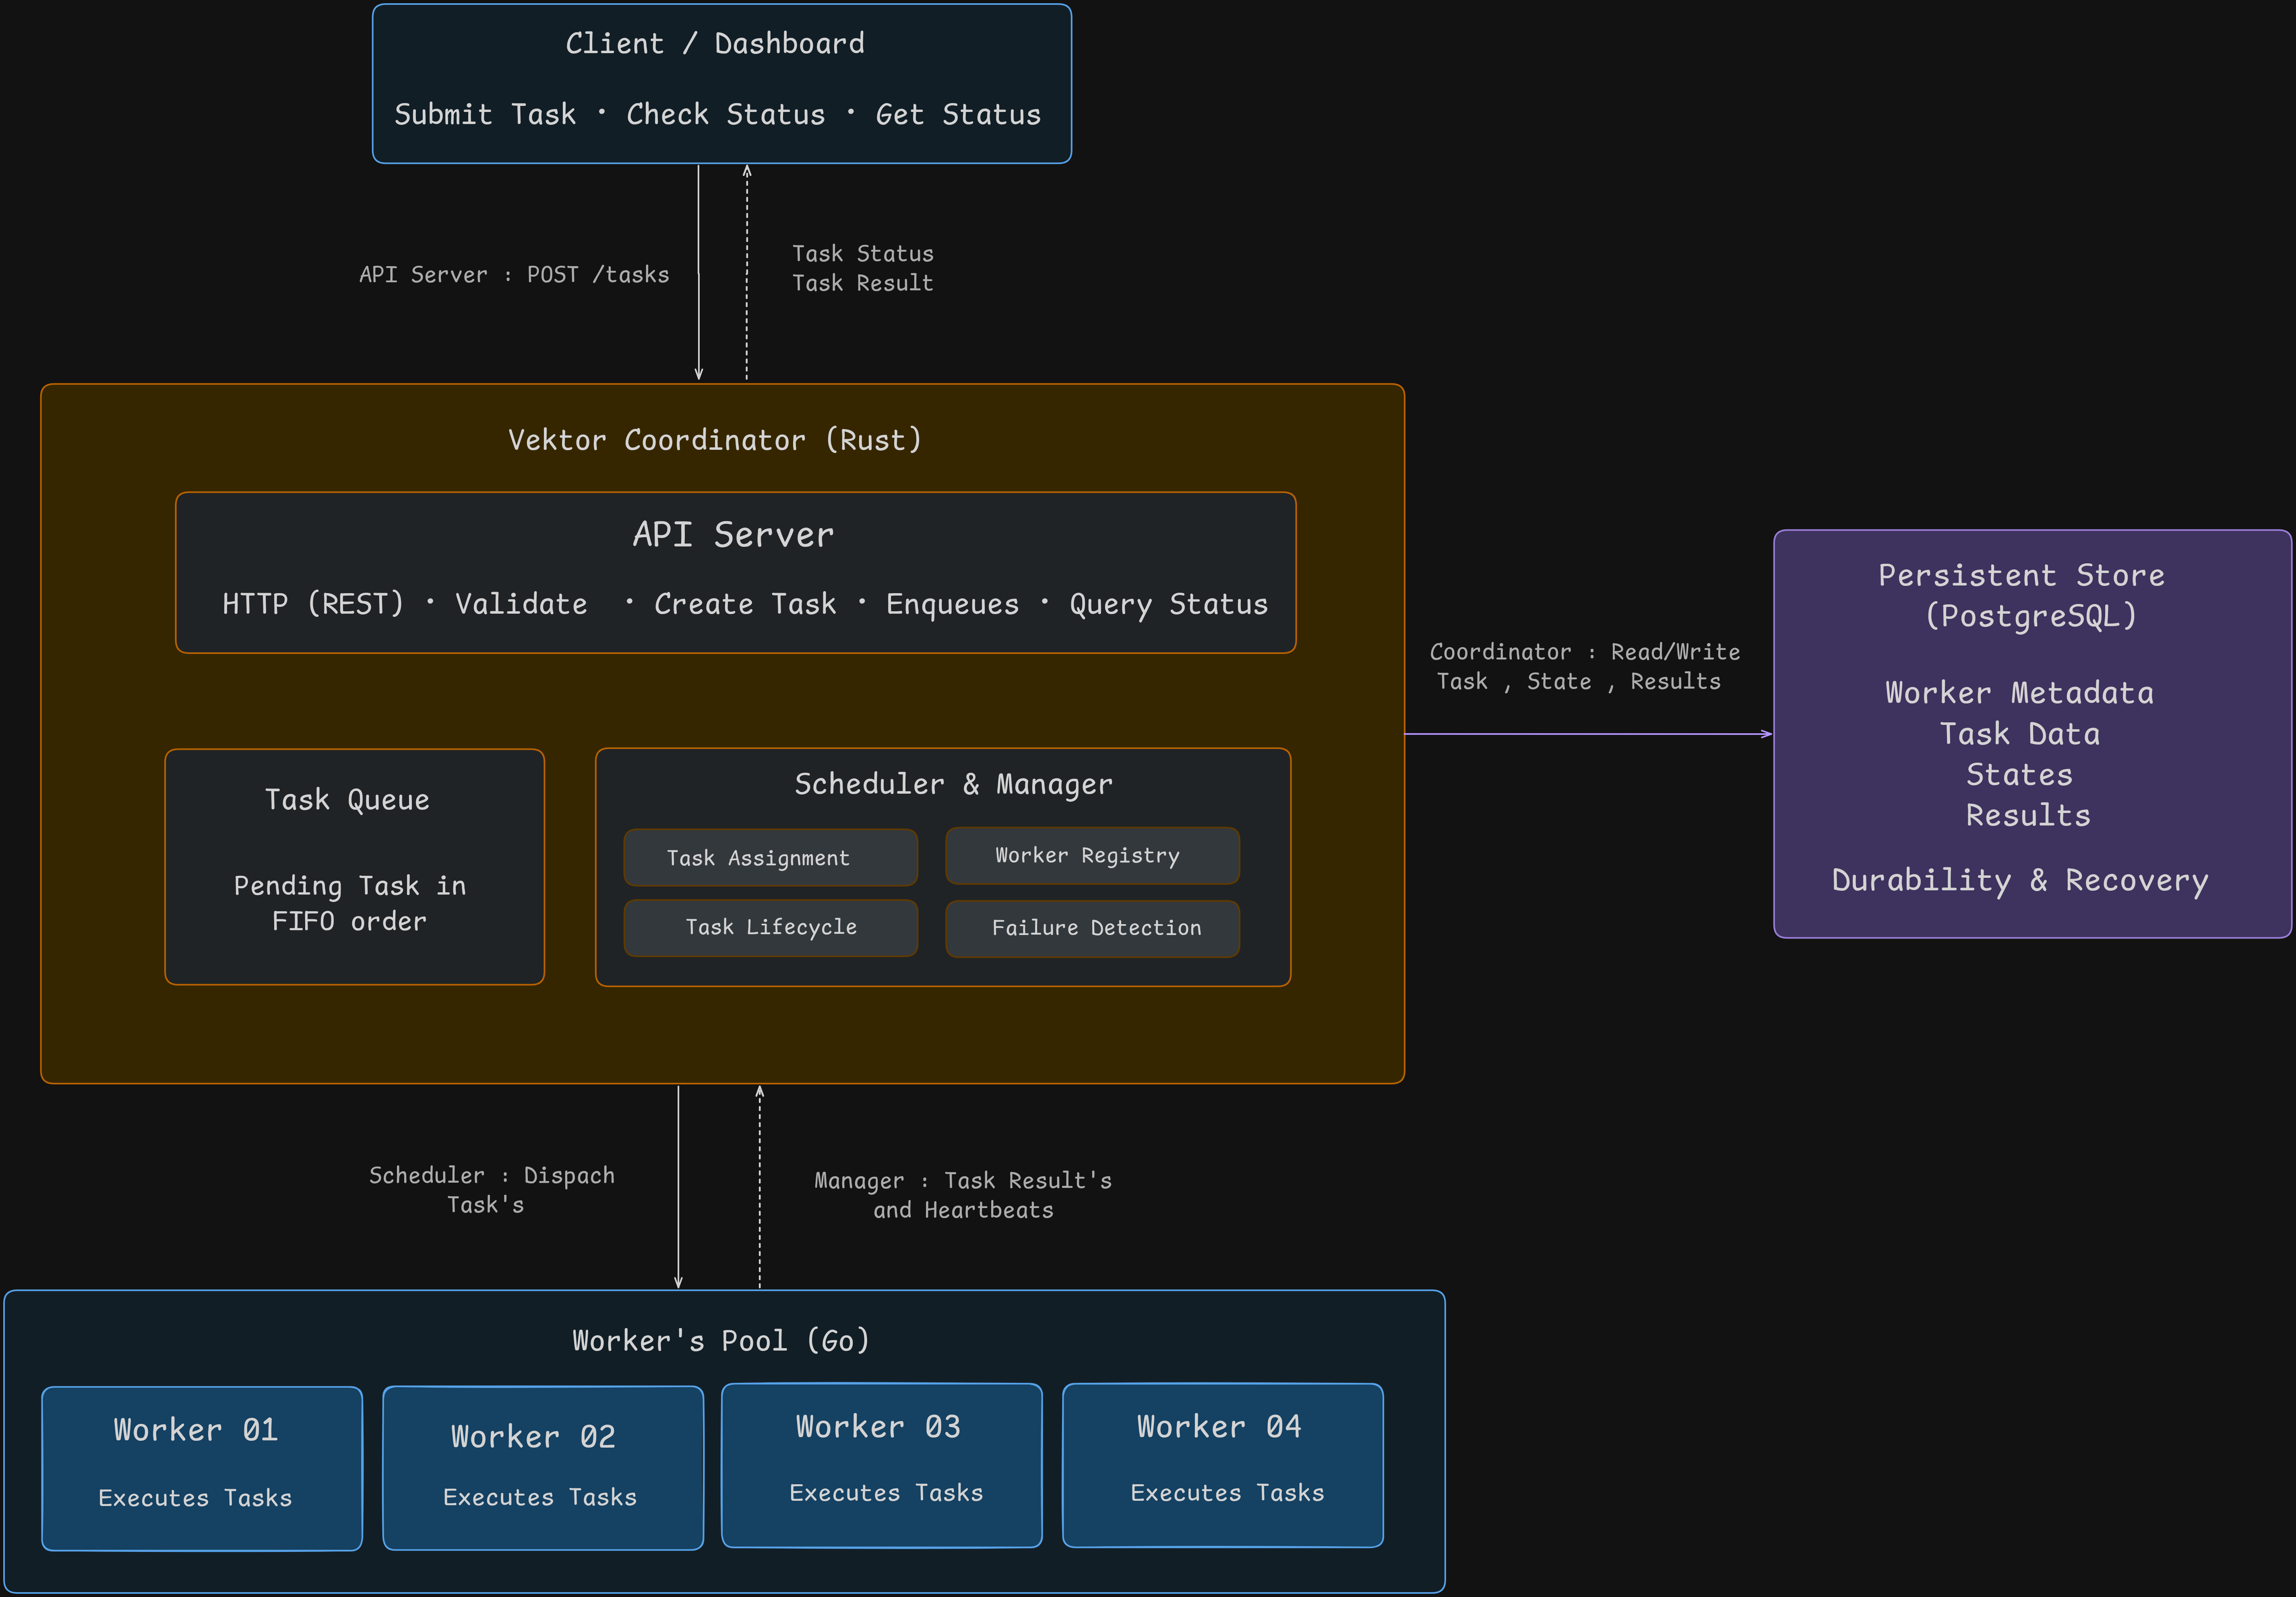 Client / Dashboard
Submit Task · Check Status · Get Status
API Server : POST /tasks
Task Status
Task Result
Vektor Coordinator (Rust)
API Server
HTTP (REST) · Validate · Create Task · Enqueues · Query Status
Task Queue
Pending Task in
FIFO order
Scheduler & Manager
Task Assignment
Worker Registry
Task Lifecycle
Failure Detection
Coordinator : Read/Write
Task , State , Results
Persistent Store
(PostgreSQL)
Worker Metadata
Task Data
States
Results
Durability & Recovery
Scheduler : Dispach
Task's
Manager : Task Result's
and Heartbeats
Worker's Pool (Go)
Worker 01
Executes Tasks
Worker 02
Executes Tasks
Worker 03
Executes Tasks
Worker 04
Executes Tasks